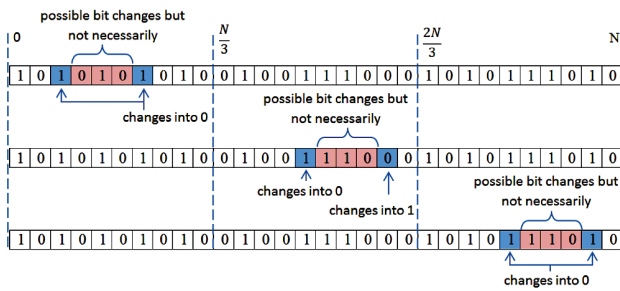 possible bit changes but
not necessarily
0
N/3
2N/3
N
1 0 1 0 1 0 1 0 1 0 0 1 0 0 1 1 1 0 0 0 1 0 1 0 1 1 1 0 1 0
changes into 0
possible bit changes but
not necessarily
1 0 1 0 1 0 1 0 1 0 0 1 0 0 1 1 1 0 0 0 1 0 1 0 1 1 1 0 1 0
changes into 0
changes into 1
possible bit changes but
not necessarily
1 0 1 0 1 0 1 0 1 0 0 1 0 0 1 1 1 0 0 0 1 0 1 0 1 1 1 0 1 0
changes into 0